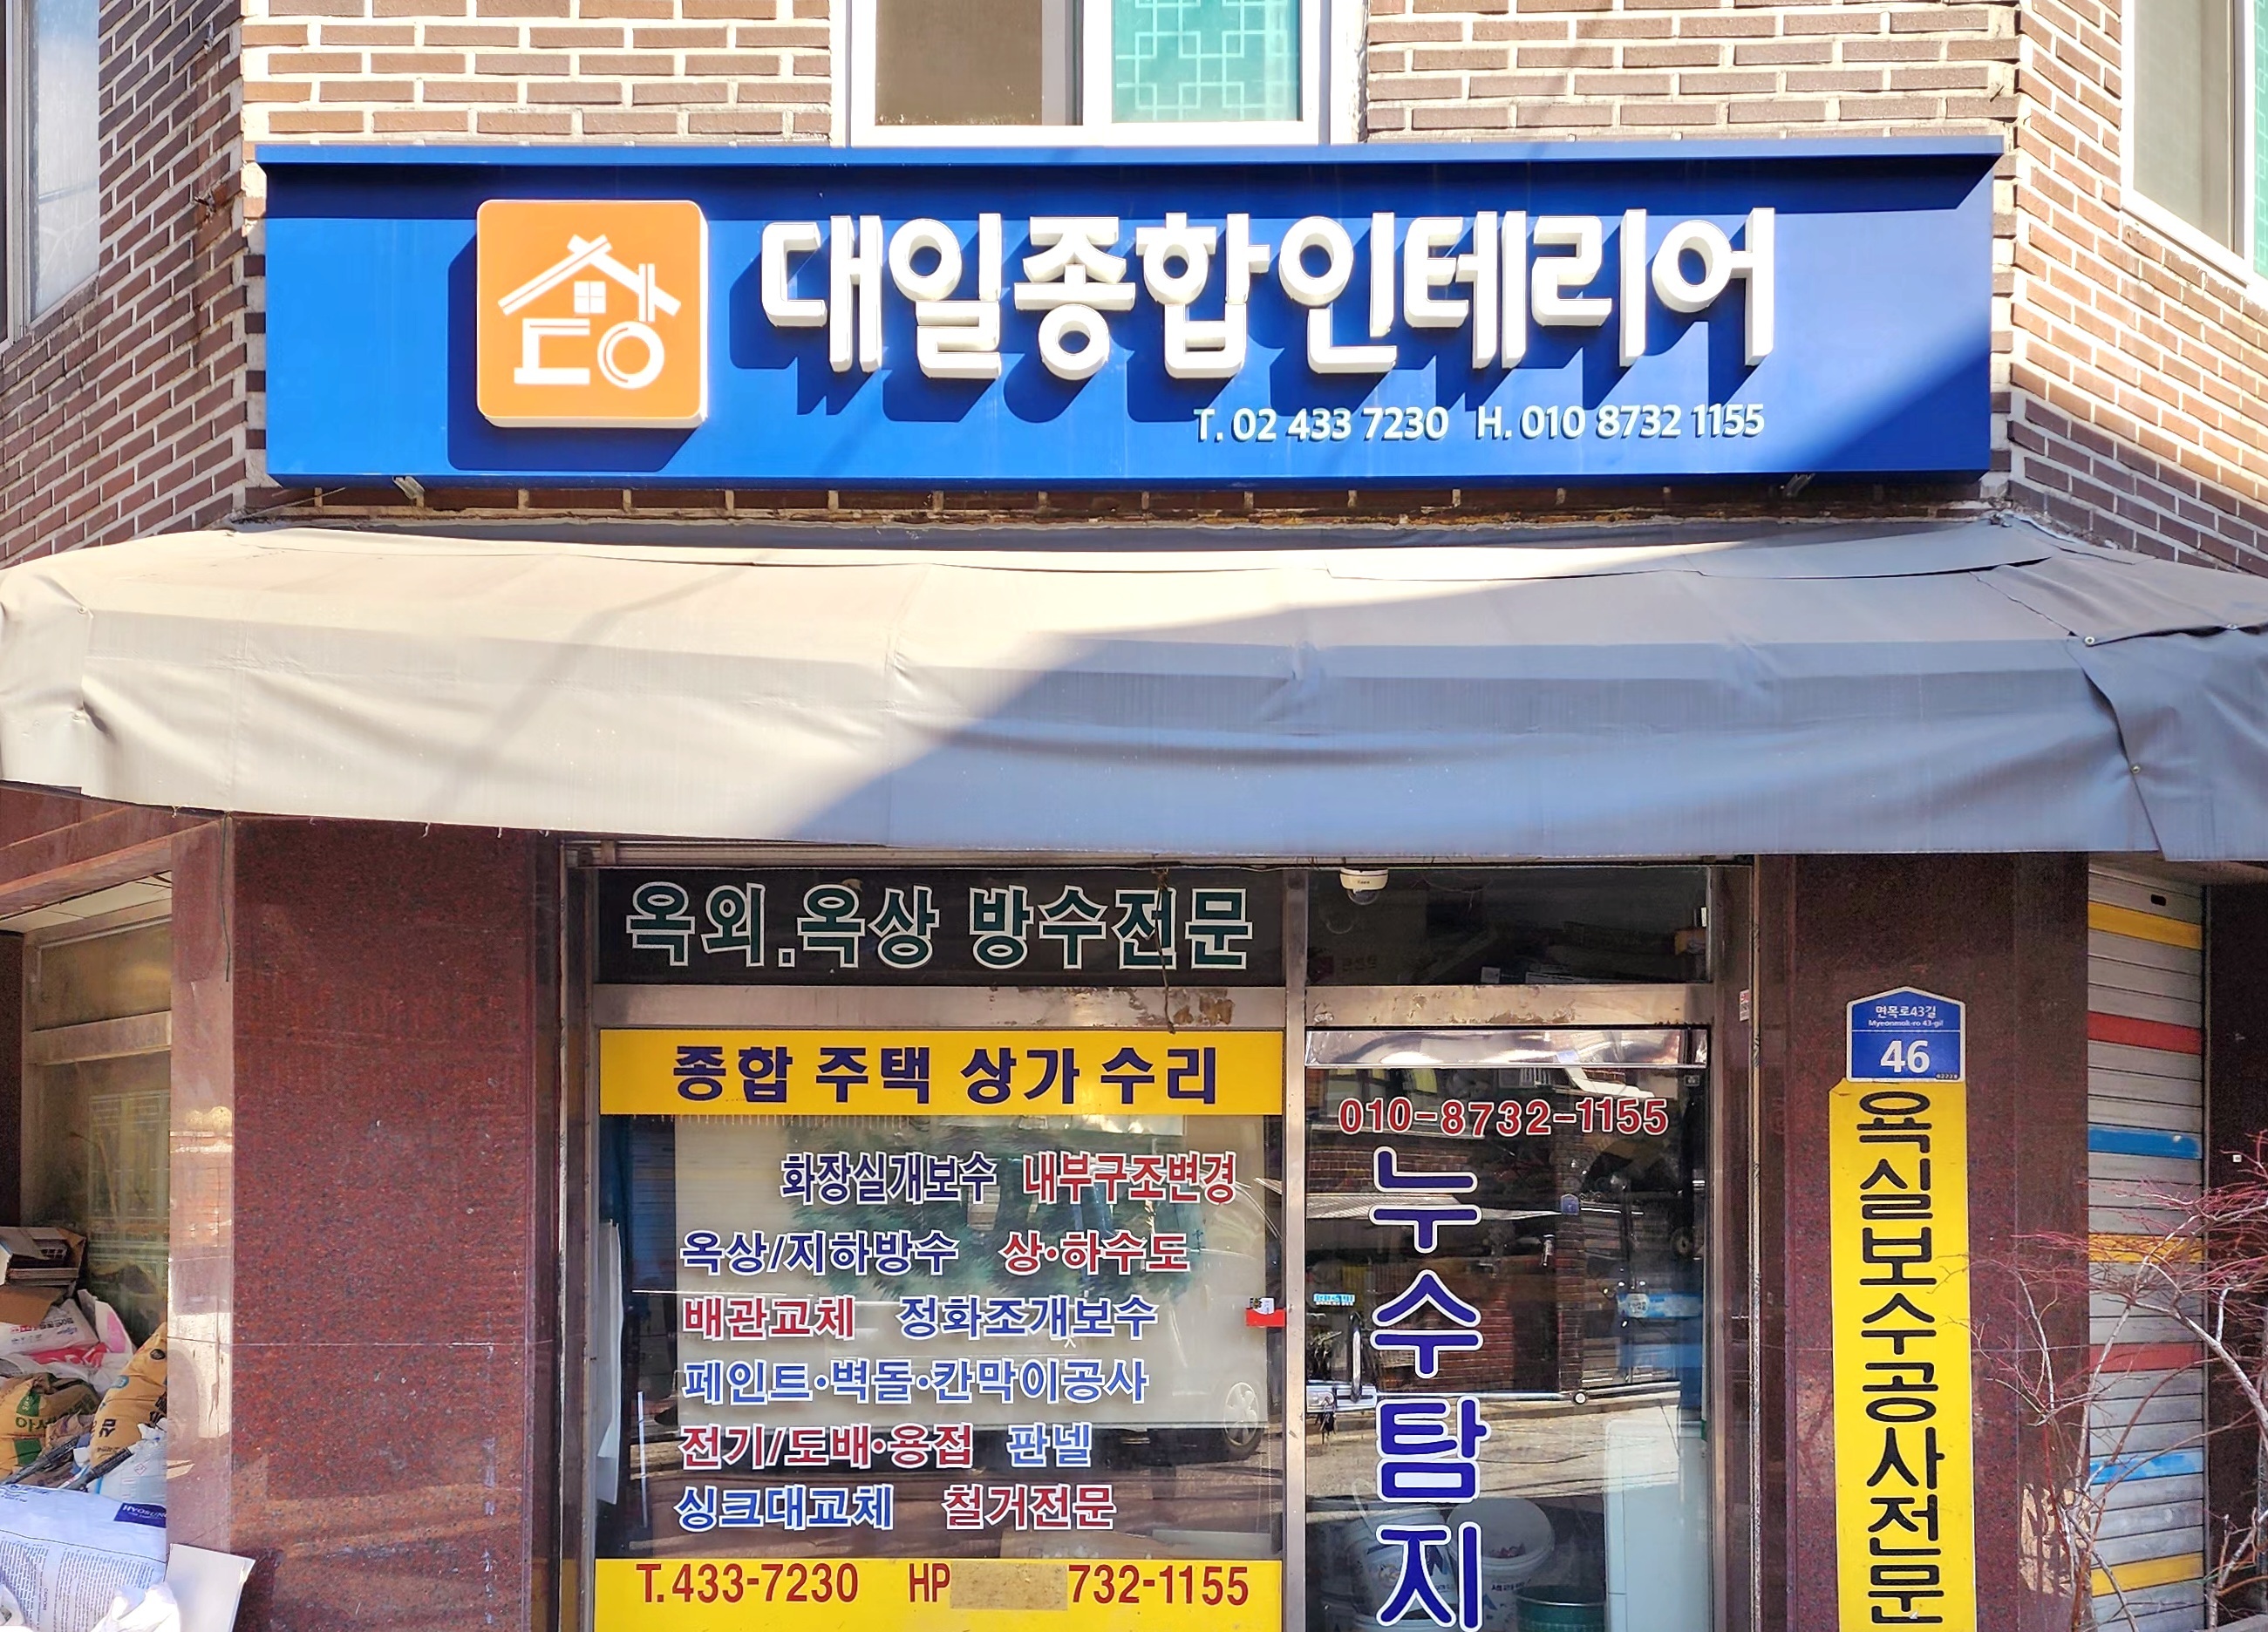 대일종합인테리어
T. 02 433 7230 H. 010 8732 1155
옥외.옥상 방수전문
종합 주택 상가 수리
화장실개보수 내부구조변경
옥상/지하방수 상·하수도
배관교체 정화조개보수
페인트·벽돌·칸막이공사
전기/도배·용접 판넬
싱크대교체 철거전문
T.433-7230 HP 732-1155
010-8732-1155
누수탐지
면목로43길
Myeonmok-ro 43-gil
46
욕실보수공사전문